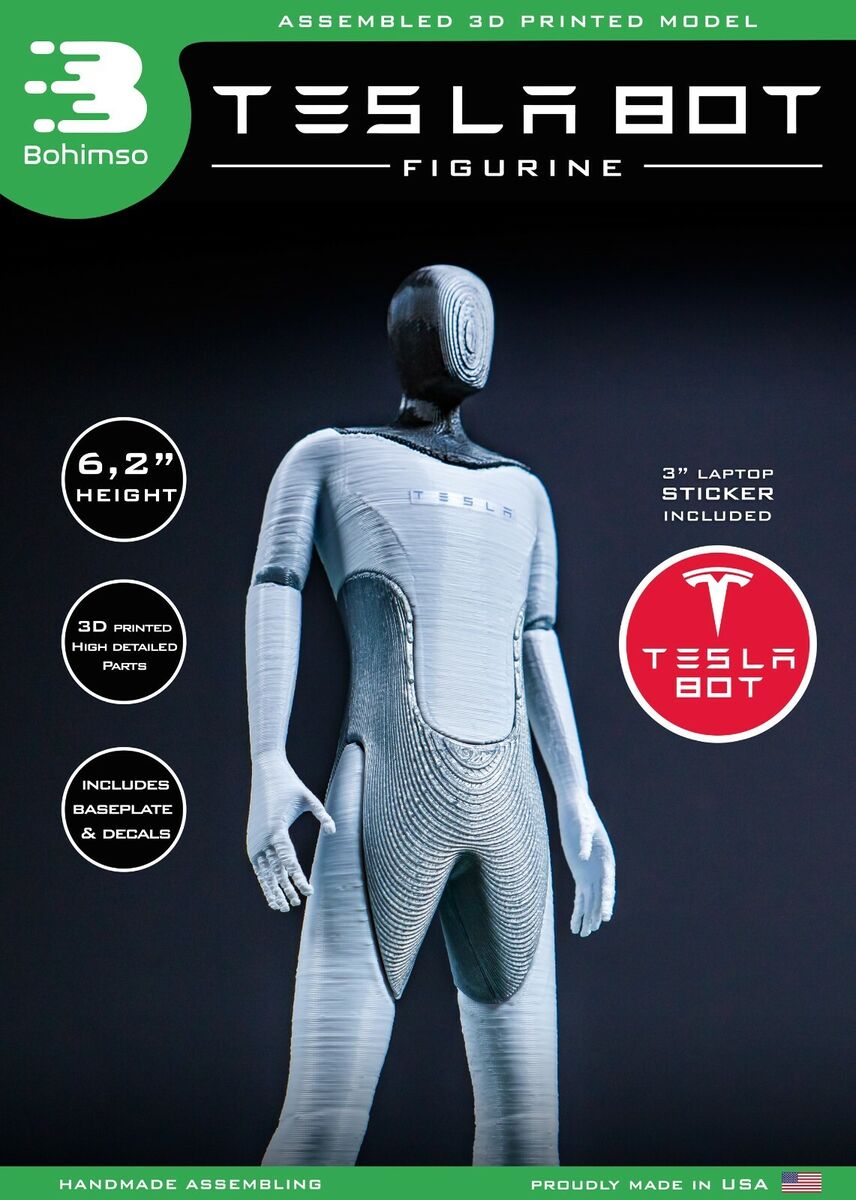 ASSEMBLED 3D PRINTED MODEL
Bohimso
TESLA BOT
FIGURINE
6,2” HEIGHT
3” LAPTOP
STICKER
INCLUDED
TESLA
3D PRINTED
HIGH DETAILED
PARTS
TESLA
BOT
INCLUDES
BASEPLATE
& DECALS
HANDMADE ASSEMBLING
PROUDLY MADE IN USA